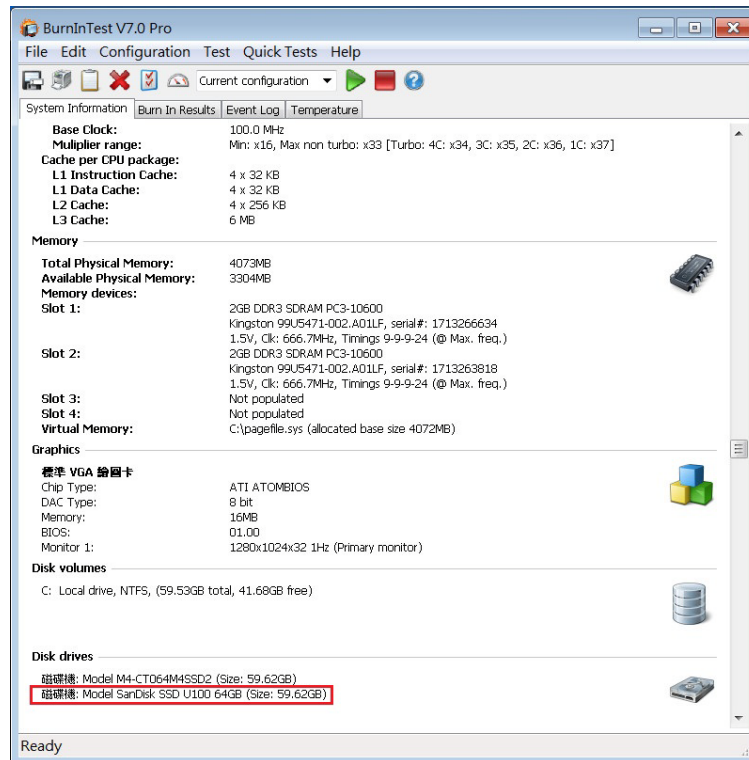 BurnInTest V7.0 Pro
File Edit Configuration Test Quick Tests Help
Current configuration
System Information Burn In Results Event Log Temperature
Base Clock: 100.0 MHz
Muliplier range: Min: x16, Max non turbo: x33 [Turbo: 4C: x34, 3C: x35, 2C: x36, 1C: x37]
Cache per CPU package:
L1 Instruction Cache: 4 x 32 KB
L1 Data Cache: 4 x 32 KB
L2 Cache: 4 x 256 KB
L3 Cache: 6 MB
Memory
Total Physical Memory: 4073MB
Available Physical Memory: 3304MB
Memory devices:
Slot 1: 2GB DDR3 SDRAM PC3-10600
Kingston 99U5471-002.A01LF, serial#: 1713266634
1.5V, Clk: 666.7MHz, Timings 9-9-9-24 (@ Max. freq.)
Slot 2: 2GB DDR3 SDRAM PC3-10600
Kingston 99U5471-002.A01LF, serial#: 1713263818
1.5V, Clk: 666.7MHz, Timings 9-9-9-24 (@ Max. freq.)
Slot 3: Not populated
Slot 4: Not populated
Virtual Memory: C:\pagefile.sys (allocated base size 4072MB)
Graphics
標準 VGA 繪圖卡
Chip Type: ATI ATOMBIOS
DAC Type: 8 bit
Memory: 16MB
BIOS: 01.00
Monitor 1: 1280x1024x32 1Hz (Primary monitor)
Disk volumes
C: Local drive, NTFS, (59.53GB total, 41.68GB free)
Disk drives
磁碟機: Model M4-CT064M4SSD2 (Size: 59.62GB)
磁碟機: Model SanDisk SSD U100 64GB (Size: 59.62GB)
Ready